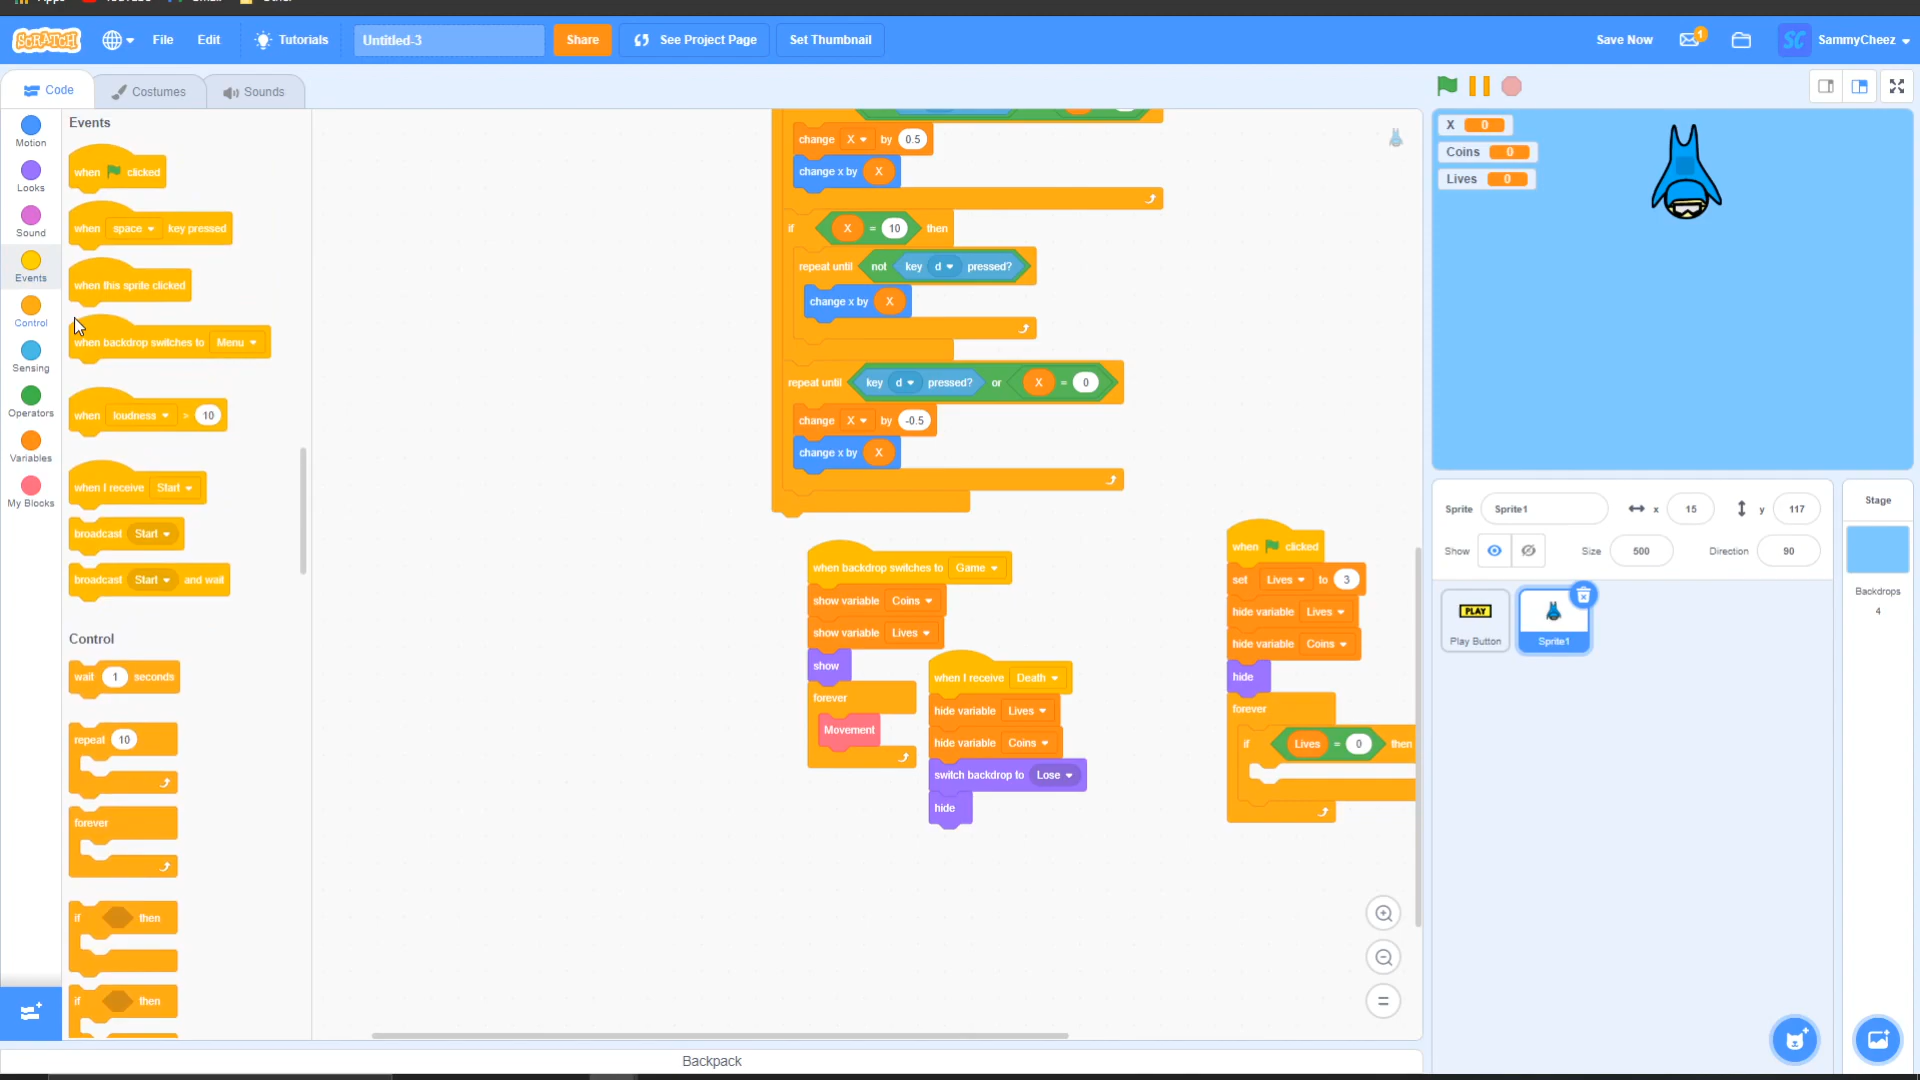 Apps YouTube Gmail Other
SCRATCH File Edit Tutorials Untitled-3 Share See Project Page Set Thumbnail Save Now 1 SC SammyCheez
Code Costumes Sounds
Motion
Looks
Sound
Events
Control
Sensing
Operators
Variables
My Blocks
Events
when clicked
when space key pressed
when this sprite clicked
when backdrop switches to Menu
when loudness > 10
when I receive Start
broadcast Start
broadcast Start and wait
Control
wait 1 seconds
repeat 10
forever
if then
if then
change X by 0.5
change x by X
if X = 10 then
repeat until not key d pressed?
change x by X
repeat until key d pressed? or X = 0
change X by -0.5
change x by X
when backdrop switches to Game
show variable Coins
show variable Lives
show
forever
Movement
when I receive Death
hide variable Lives
hide variable Coins
switch backdrop to Lose
hide
when clicked
set Lives to 3
hide variable Lives
hide variable Coins
hide
forever
if Lives = 0 then
X 0
Coins 0
Lives 0
Sprite Sprite1 x 15 y 117
Show Size 500 Direction 90
PLAY
Play Button
Sprite1
Stage
Backdrops
4
Backpack